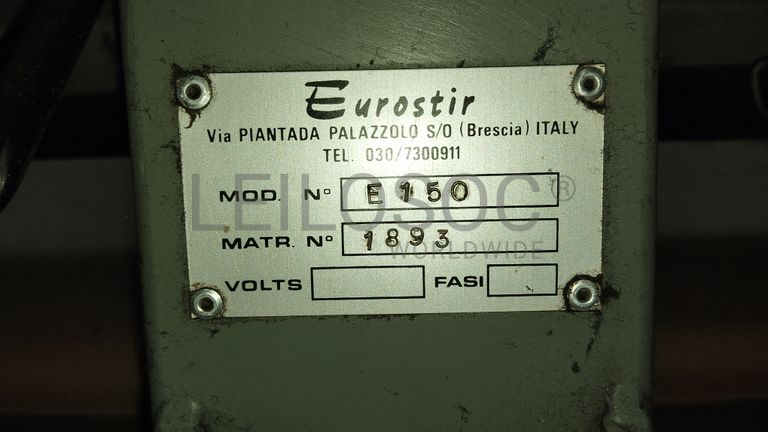 Eurostir
Via PIANTADA PALAZZOLO S/O (Brescia) ITALY
TEL. 030/7300911
MOD. N° E150
LEILOSOC®
MATR. N° 1893
WORLDWIDE
VOLTS FASI